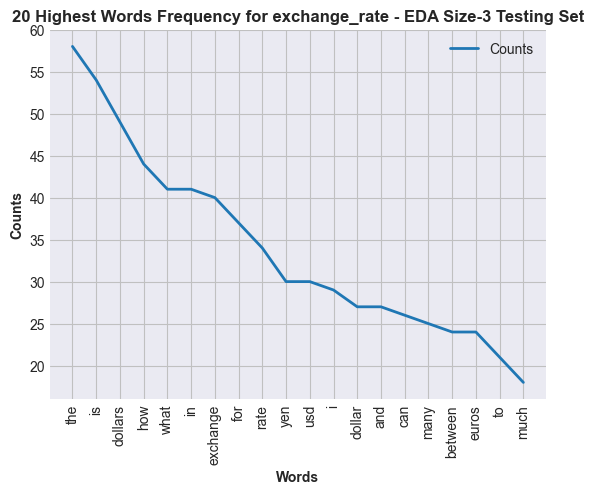 20 Highest Words Frequency for exchange_rate - EDA Size-3 Testing Set
Counts
60
55
50
45
40
35
30
25
20
Counts
the
is
dollars
how
what
in
exchange
for
rate
yen
usd
i
dollar
and
can
many
between
euros
to
much
Words